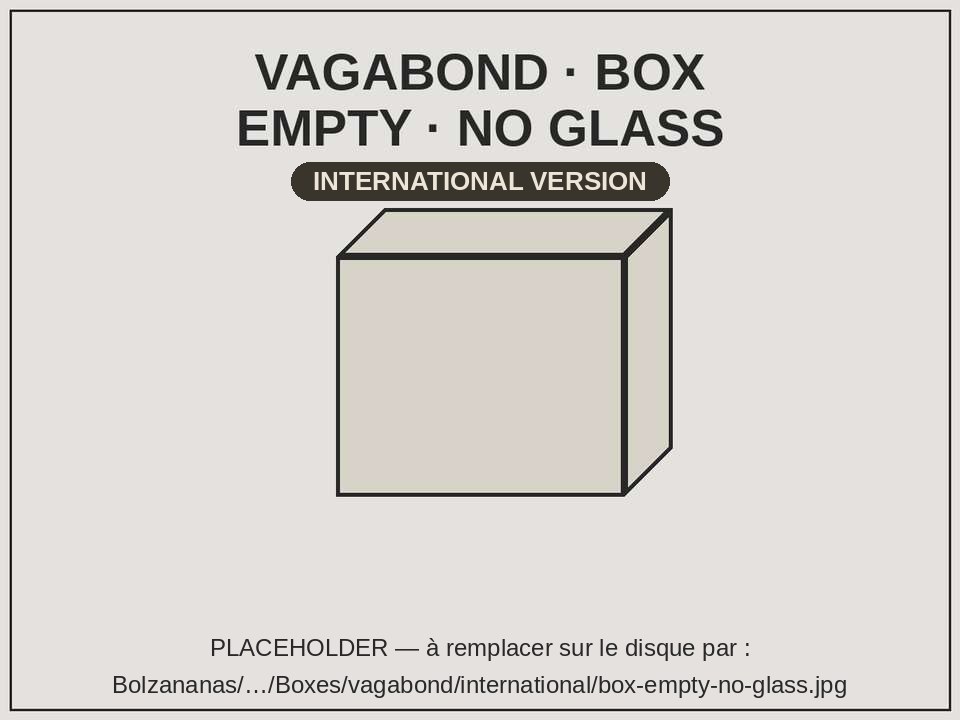 VAGABOND · BOX
EMPTY · NO GLASS
INTERNATIONAL VERSION
PLACEHOLDER — à remplacer sur le disque par :
Bolzananas/…/Boxes/vagabond/international/box-empty-no-glass.jpg